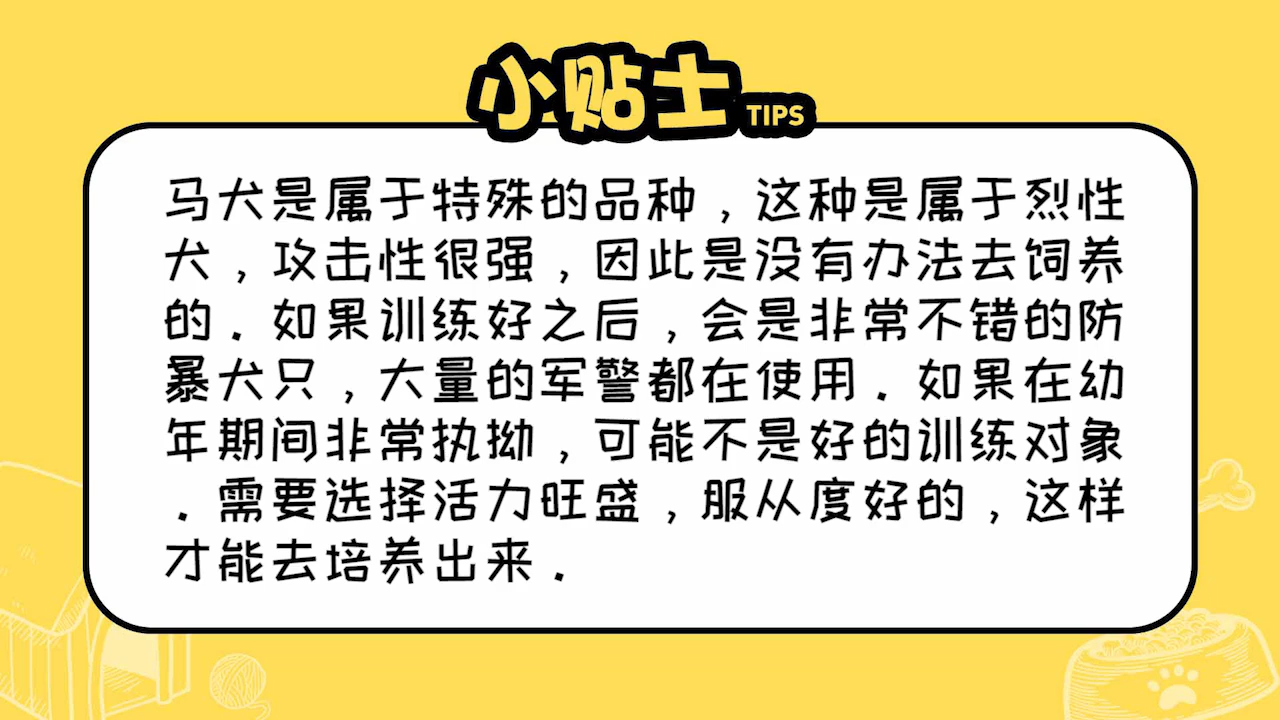 小贴士 TIPS
马犬是属于特殊的品种，这种是属于烈性
犬，攻击性很强，因此是没有办法去饲养
的．如果训练好之后，会是非常不错的防
暴犬只，大量的军警都在使用．如果在幼
年期间非常执拗，可能不是好的训练对象
．需要选择活力旺盛，服从度好的，这样
才能去培养出来．